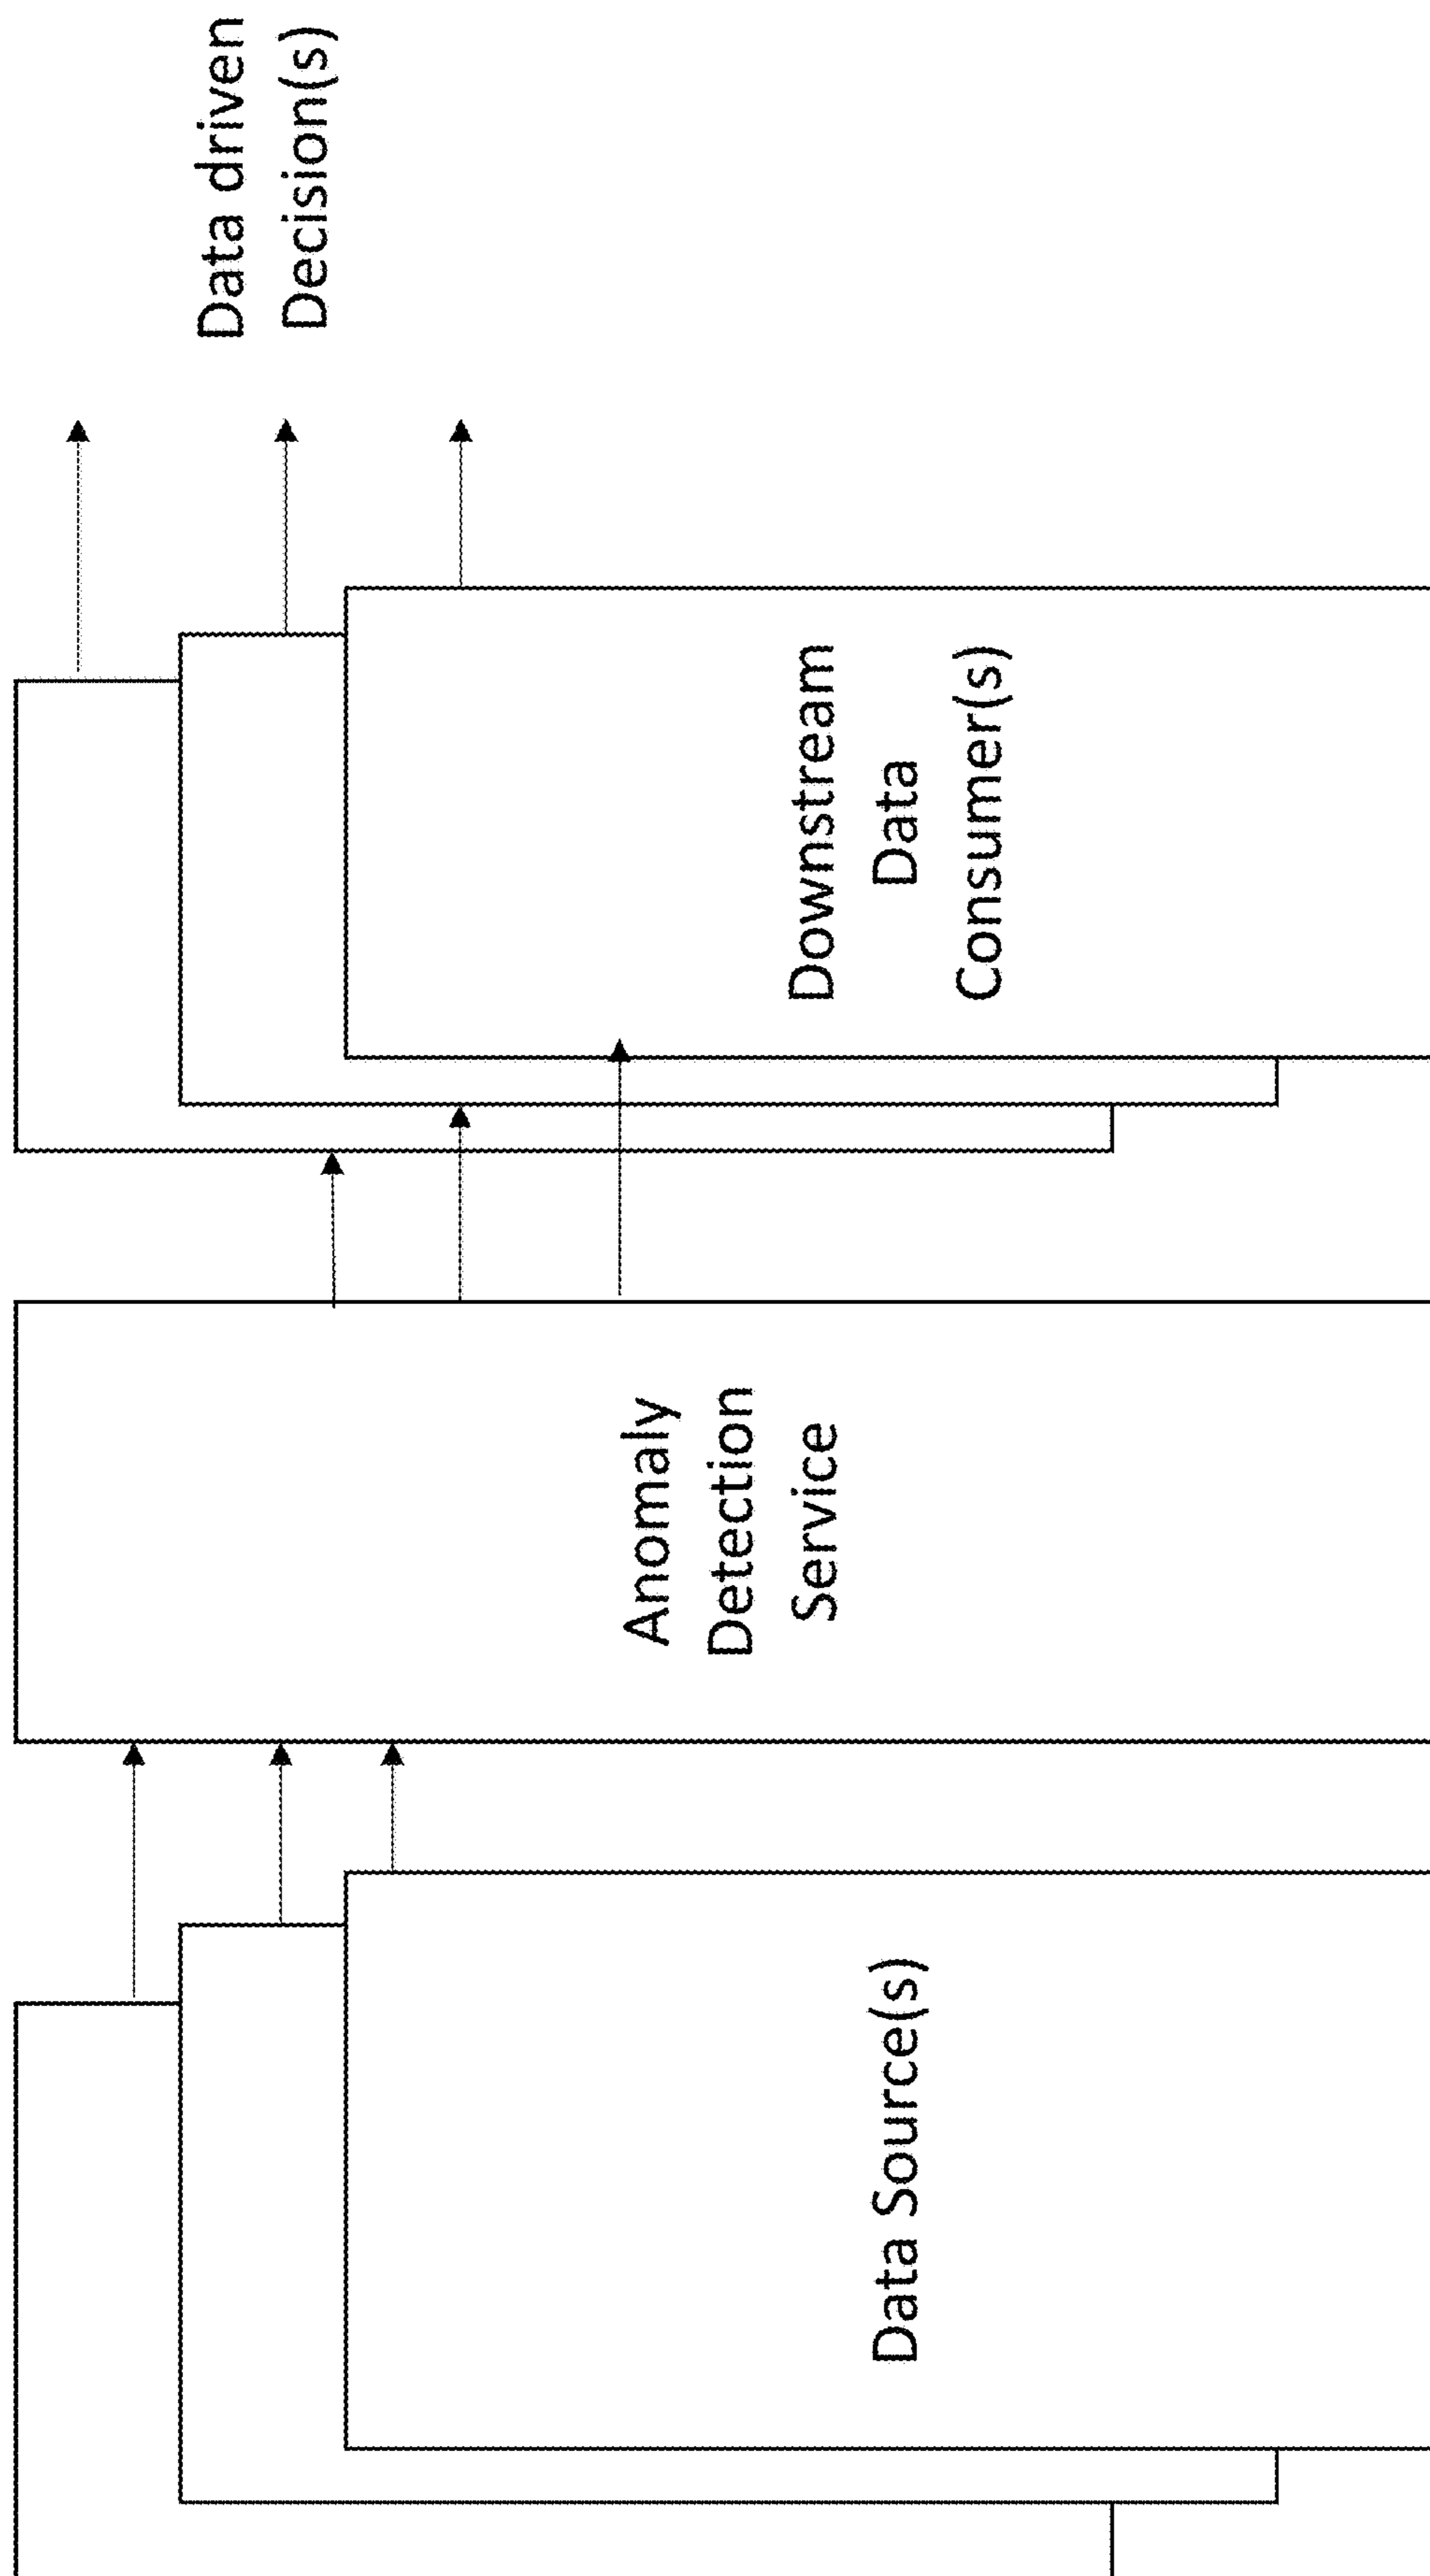 Data Source(s)
Anomaly
Detection
Service
Downstream
Data
Consumer(s)
Data driven
Decision(s)